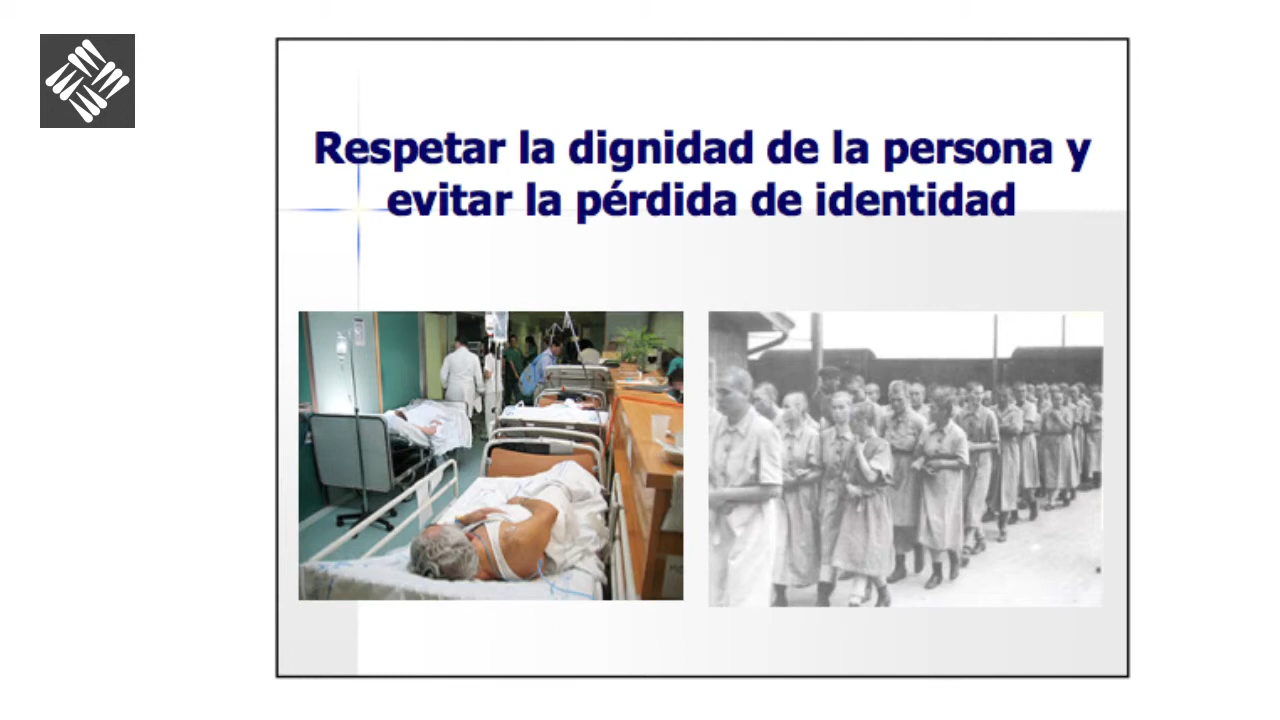 Respetar la dignidad de la persona y
evitar la pérdida de identidad